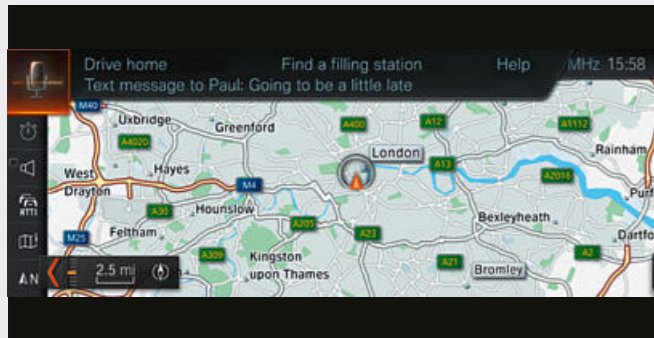 Drive home Find a filling station Help MHz 15:58
Text message to Paul: Going to be a little late
M40
Uxbridge
Greenford
A400
A12
A1112
A4020
London
A13
Rainham
West
Drayton
Hayes
M4
A2016
A30
Hounslow
Bexleyheath
M25
Feltham
A205
A23
Dartfo
A309
Kingston
upon Thames
A21
A2
Bromley
RTTI
AN
2.5 mi